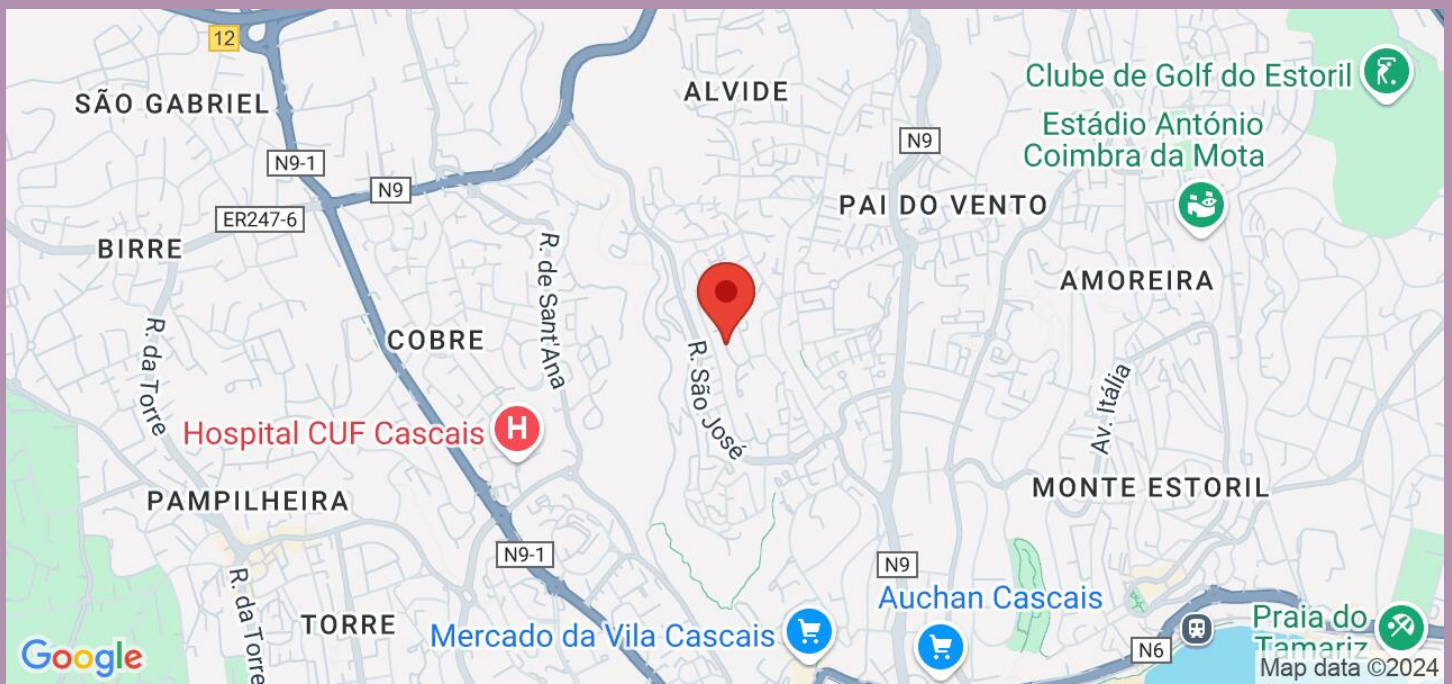 12
SÃO GABRIEL
ALVIDE
Clube de Golf do Estoril
Estádio António
Coimbra da Mota
N9-1
N9
N9
ER247-6
PAI DO VENTO
BIRRE
R. de Sant'Ana
AMOREIRA
R. da Torre
COBRE
R. São José
Av. Itália
Hospital CUF Cascais
H
PAMPILHEIRA
MONTE ESTORIL
N9-1
N9
R. da Torre
Auchan Cascais
TORRE
Mercado da Vila Cascais
Praia do
Tamariz
N6
Google
Map data ©2024